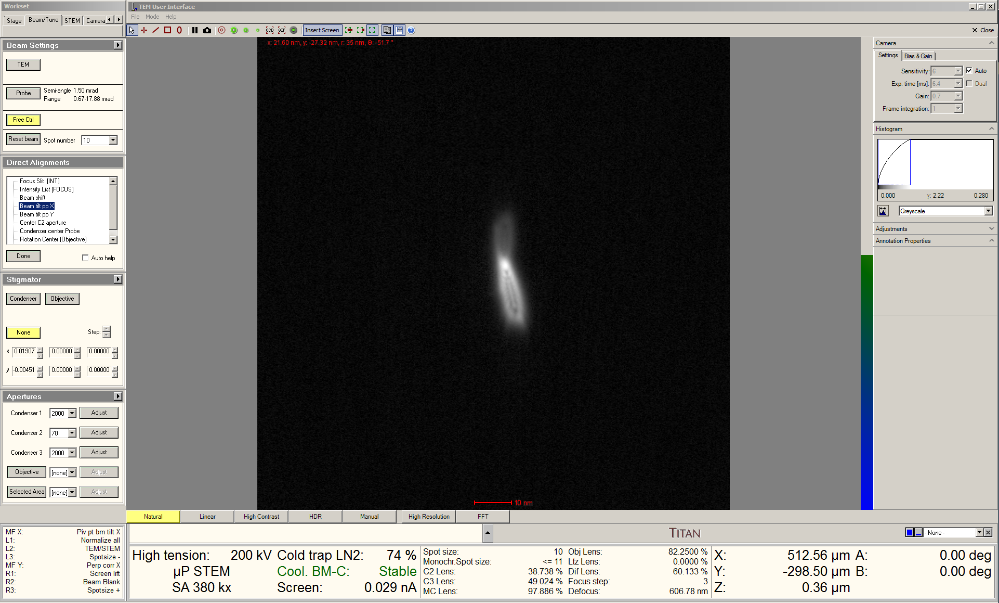 Workset
TEM User Interface
Stage Beam/Tune STEM Camera
File Mode Help
CCD GIF Insert Screen Close
Beam Settings
TEM
Probe Semi-angle 1.50 mrad
Range 0.67-17.88 mrad
Free Ctrl
Reset beam Spot number 10
Direct Alignments
Focus Slit [INT]
Intensity List [FOCUS]
Beam shift
Beam tilt pp X
Beam tilt pp Y
Center C2 aperture
Condenser center Probe
Rotation Center (Objective)
Done Auto help
Stigmator
Condenser Objective
None Step:
x 0.01907 0.00000 0.00000
y -0.00451 0.00000 0.00000
Apertures
Condenser 1 2000 Adjust
Condenser 2 70 Adjust
Condenser 3 2000 Adjust
Objective [none] Adjust
Selected Area [none] Adjust
x: 21.60 nm, y: -27.32 nm, r: 35 nm, Θ: -51.7 °
10 nm
Camera
Settings Bias & Gain
Sensitivity: 6 Auto
Exp. time [ms]: 6.4 Dual
Gain: 0.7
Frame integration: 1
Histogram
0.000 γ: 2.22 0.280
Greyscale
Adjustments
Annotation Properties
Natural Linear High Contrast HDR Manual High Resolution FFT
TITAN
- None -
MF X: Piv pt bm tilt X
L1: Normalize all
L2: TEM/STEM
L3: Spotsize -
MF Y: Perp corr X
R1: Screen lift
R2: Beam Blank
R3: Spotsize +
High tension: 200 kV Cold trap LN2: 74 %
µP STEM Cool. BM-C: Stable
SA 380 kx Screen: 0.029 nA
Spot size: 10 Obj Lens: 82.2500 %
Monochr.Spot size: <= 11 Ltz Lens: 0.0000 %
C2 Lens: 38.738 % Dif Lens: 60.133 %
C3 Lens: 49.024 % Focus step: 3
MC Lens: 97.886 % Defocus: 606.78 nm
X: 512.56 µm A: 0.00 deg
Y: -298.50 µm B: 0.00 deg
Z: 0.36 µm